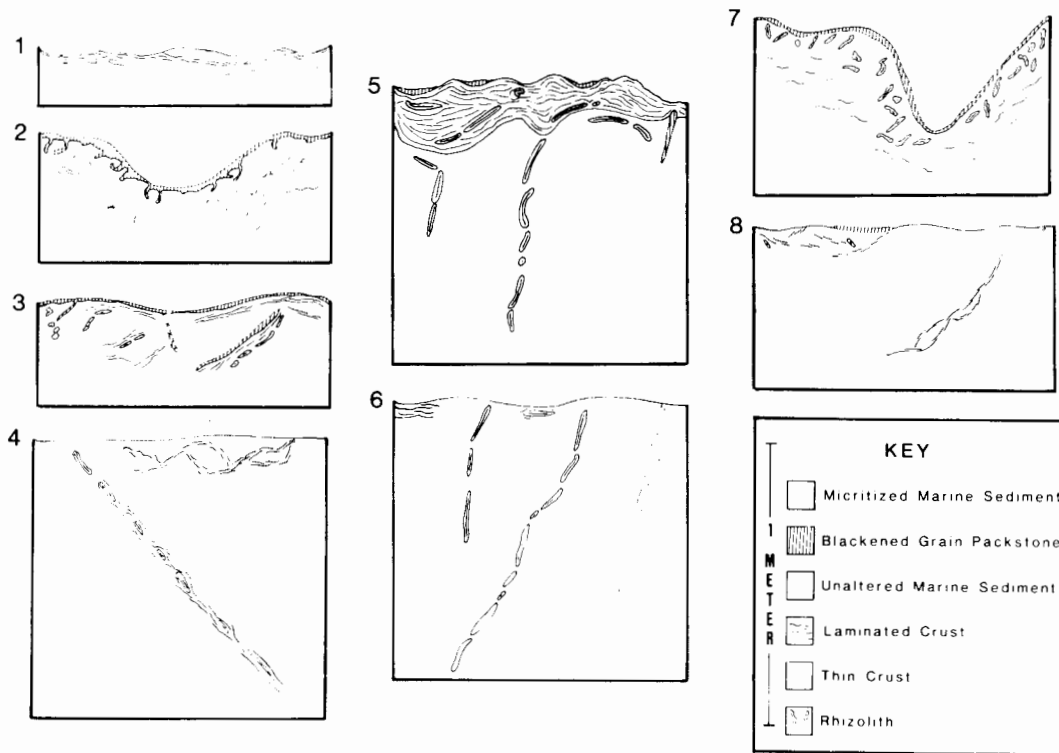 1
2
3
4
5
6
7
8
KEY
1 METER
Micritized Marine Sediment
Blackened Grain Packstone
Unaltered Marine Sediment
Laminated Crust
Thin Crust
Rhizolith